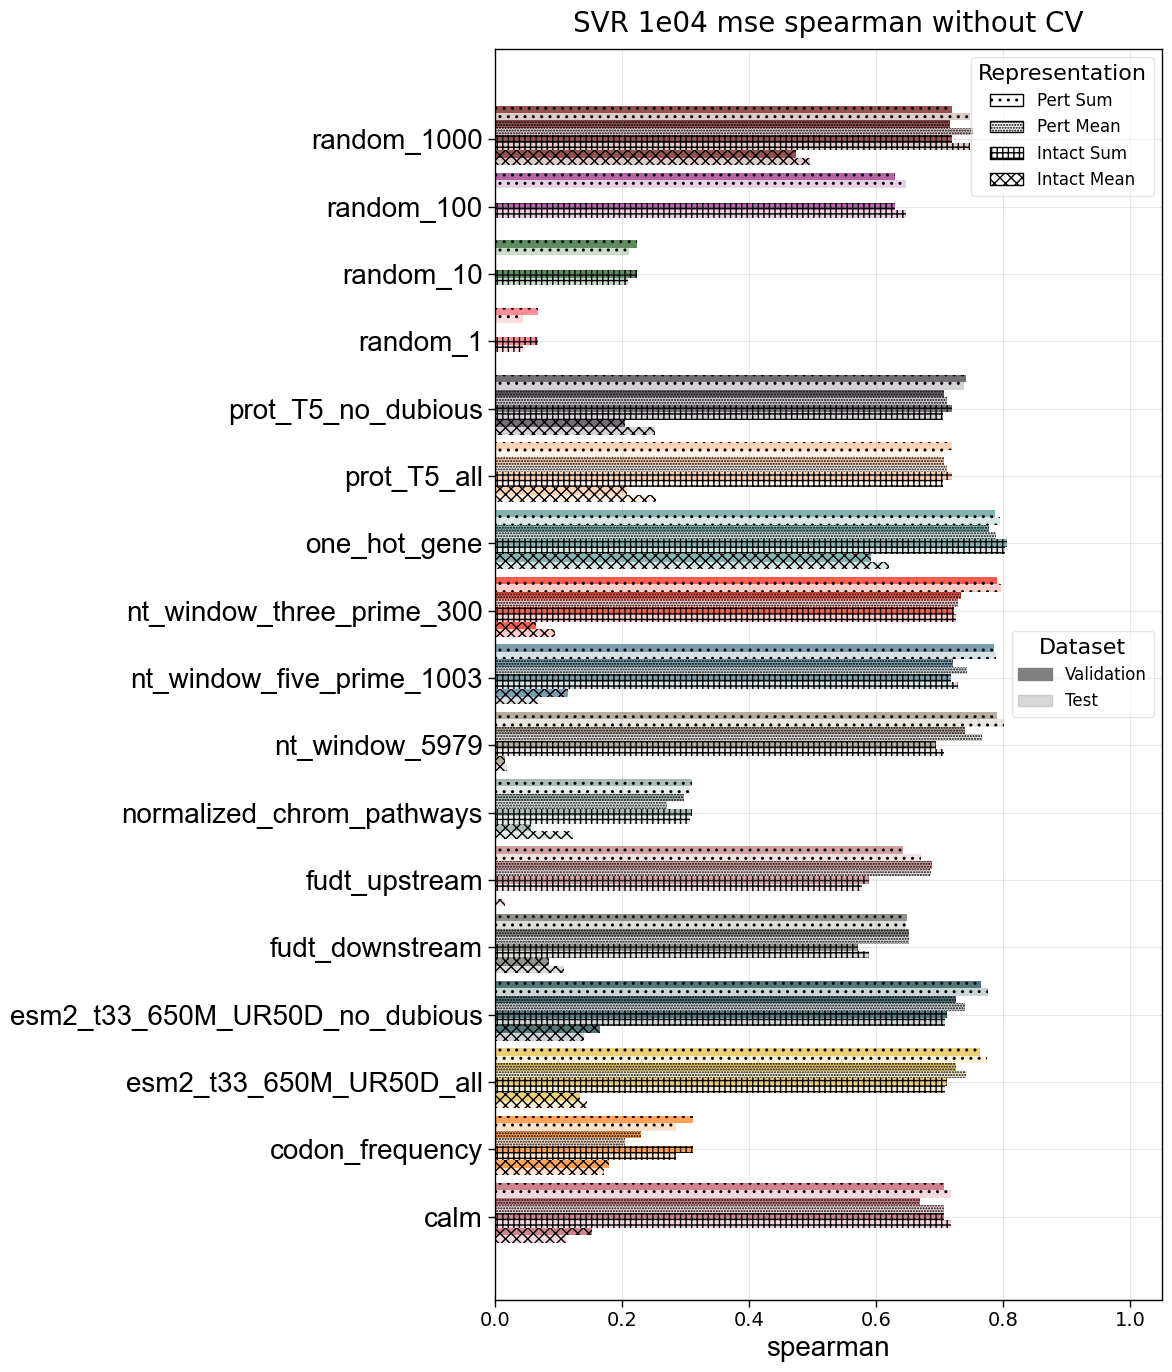 SVR 1e04 mse spearman without CV
Representation
Pert Sum
Pert Mean
Intact Sum
Intact Mean
random_1000
random_100
random_10
random_1
prot_T5_no_dubious
prot_T5_all
one_hot_gene
nt_window_three_prime_300
Dataset
Validation
Test
nt_window_five_prime_1003
nt_window_5979
normalized_chrom_pathways
fudt_upstream
fudt_downstream
esm2_t33_650M_UR50D_no_dubious
esm2_t33_650M_UR50D_all
codon_frequency
calm
0.0 0.2 0.4 0.6 0.8 1.0
spearman